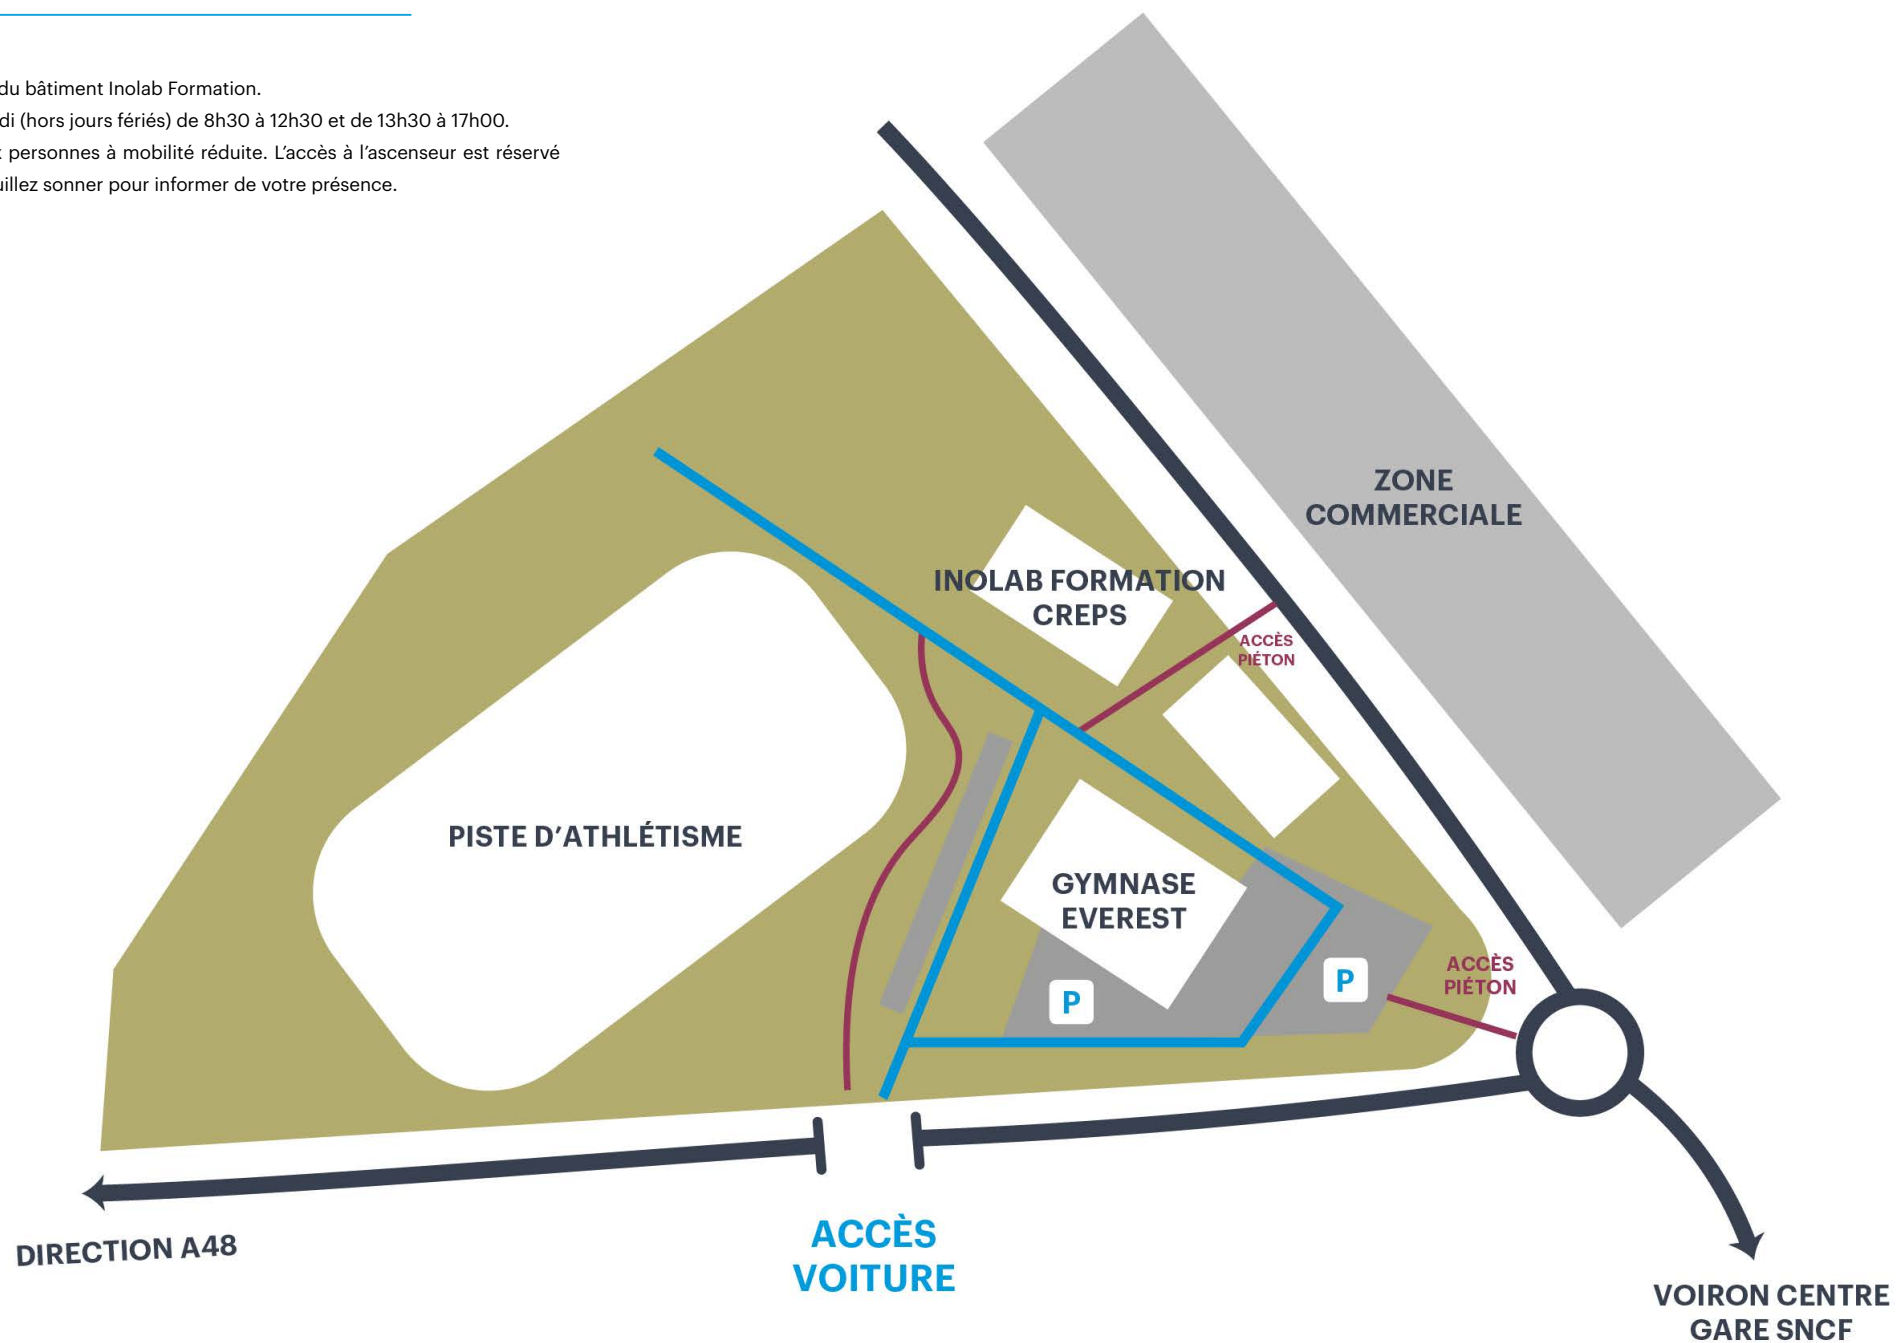 du bâtiment Inolab Formation.
di (hors jours fériés) de 8h30 à 12h30 et de 13h30 à 17h00.
personnes à mobilité réduite. L'accès à l'ascenseur est réservé
sonner pour informer de votre présence.
ZONE
COMMERCIALE
INOLAB FORMATION
CREPS
ACCÈS
PIÉTON
PISTE D'ATHLÉTISME
GYMNASE
EVEREST
P
P
ACCÈS
PIÉTON
DIRECTION A48
ACCÈS
VOITURE
VOIRON CENTRE
GARE SNCF